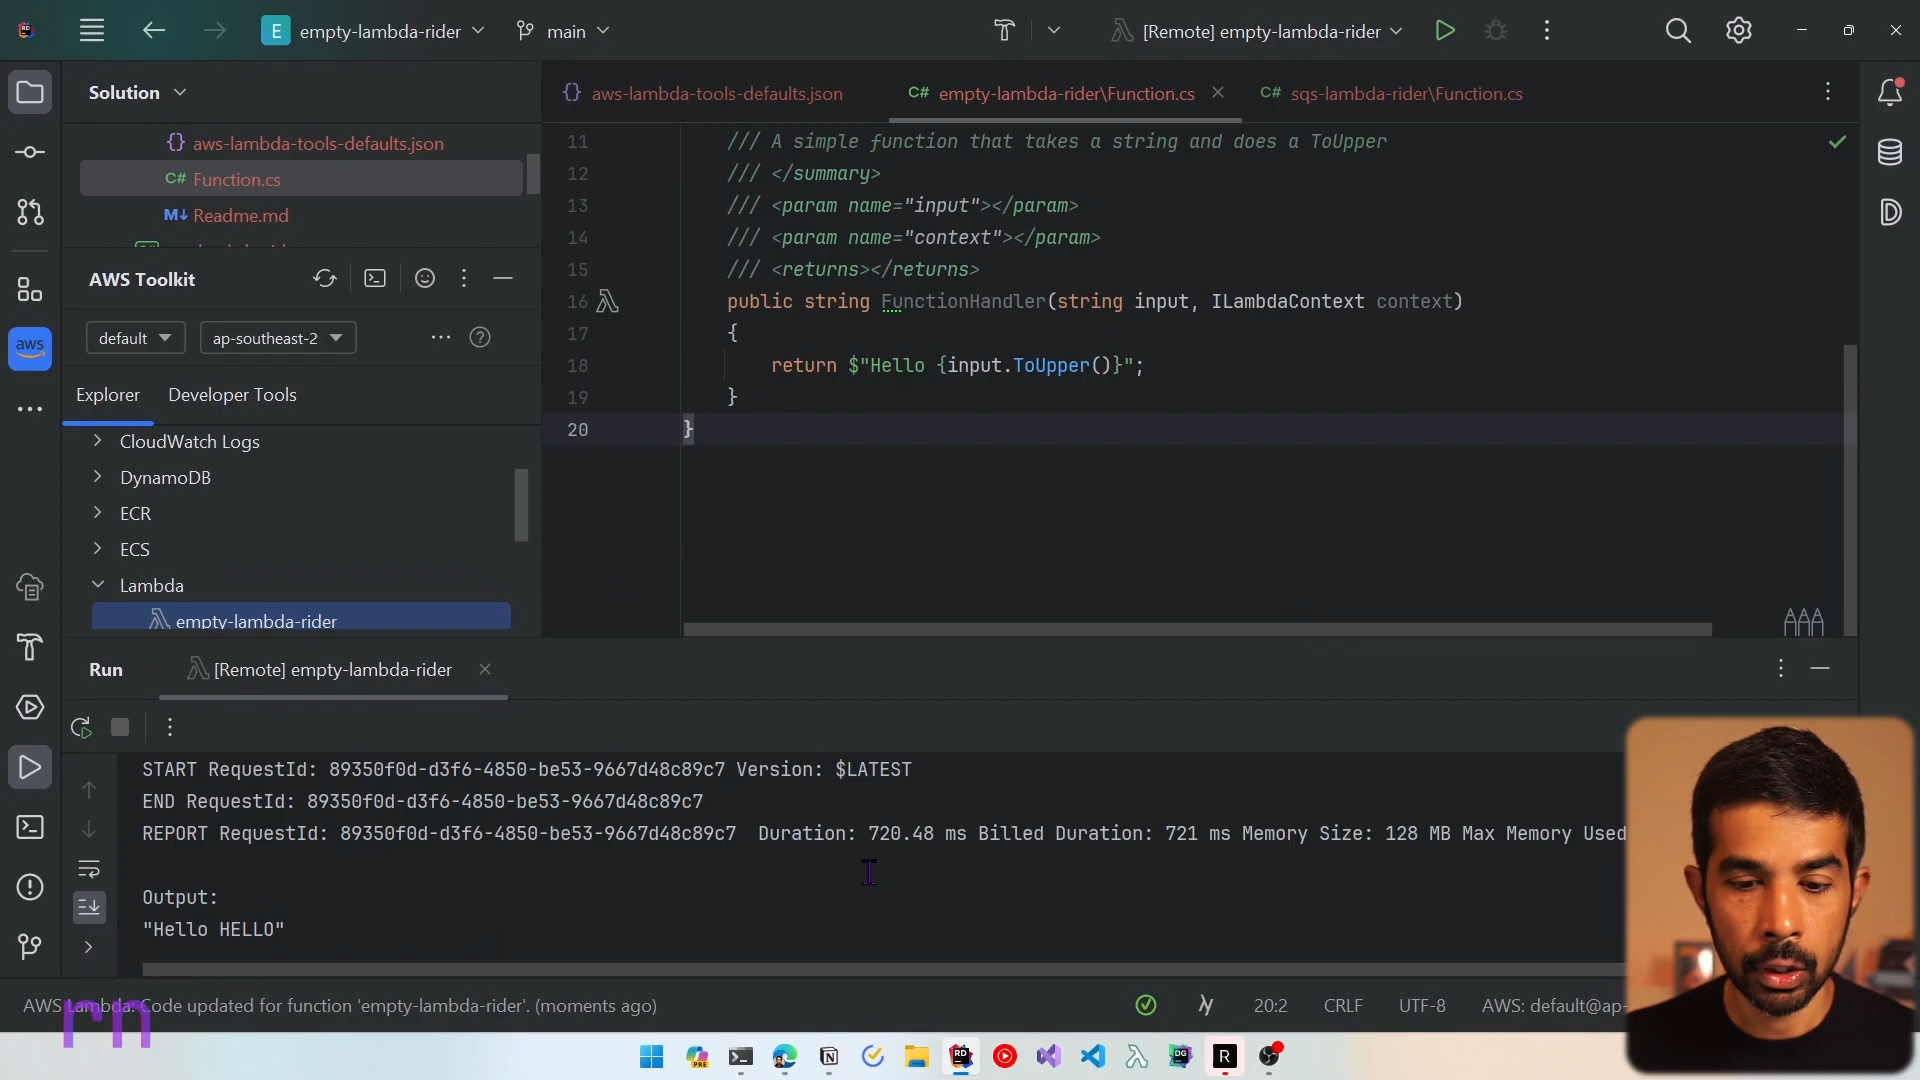 E empty-lambda-rider
main
[Remote] empty-lambda-rider
Solution
{} aws-lambda-tools-defaults.json
C# empty-lambda-rider\Function.cs
C# sqs-lambda-rider\Function.cs
{} aws-lambda-tools-defaults.json
C# Function.cs
M↓ Readme.md
AWS Toolkit
default
ap-southeast-2
aws
Explorer
Developer Tools
CloudWatch Logs
DynamoDB
ECR
ECS
Lambda
empty-lambda-rider
11 /// A simple function that takes a string and does a ToUpper
12 /// </summary>
13 /// <param name="input"></param>
14 /// <param name="context"></param>
15 /// <returns></returns>
16 public string FunctionHandler(string input, ILambdaContext context)
17 {
18 return $"Hello {input.ToUpper()}";
19 }
20 }
Run
[Remote] empty-lambda-rider
START RequestId: 89350f0d-d3f6-4850-be53-9667d48c89c7 Version: $LATEST
END RequestId: 89350f0d-d3f6-4850-be53-9667d48c89c7
REPORT RequestId: 89350f0d-d3f6-4850-be53-9667d48c89c7 Duration: 720.48 ms Billed Duration: 721 ms Memory Size: 128 MB Max Memory Used
Output:
"Hello HELLO"
AWS Lambda: Code updated for function 'empty-lambda-rider'. (moments ago)
20:2
CRLF
UTF-8
AWS: default@ap-
rn